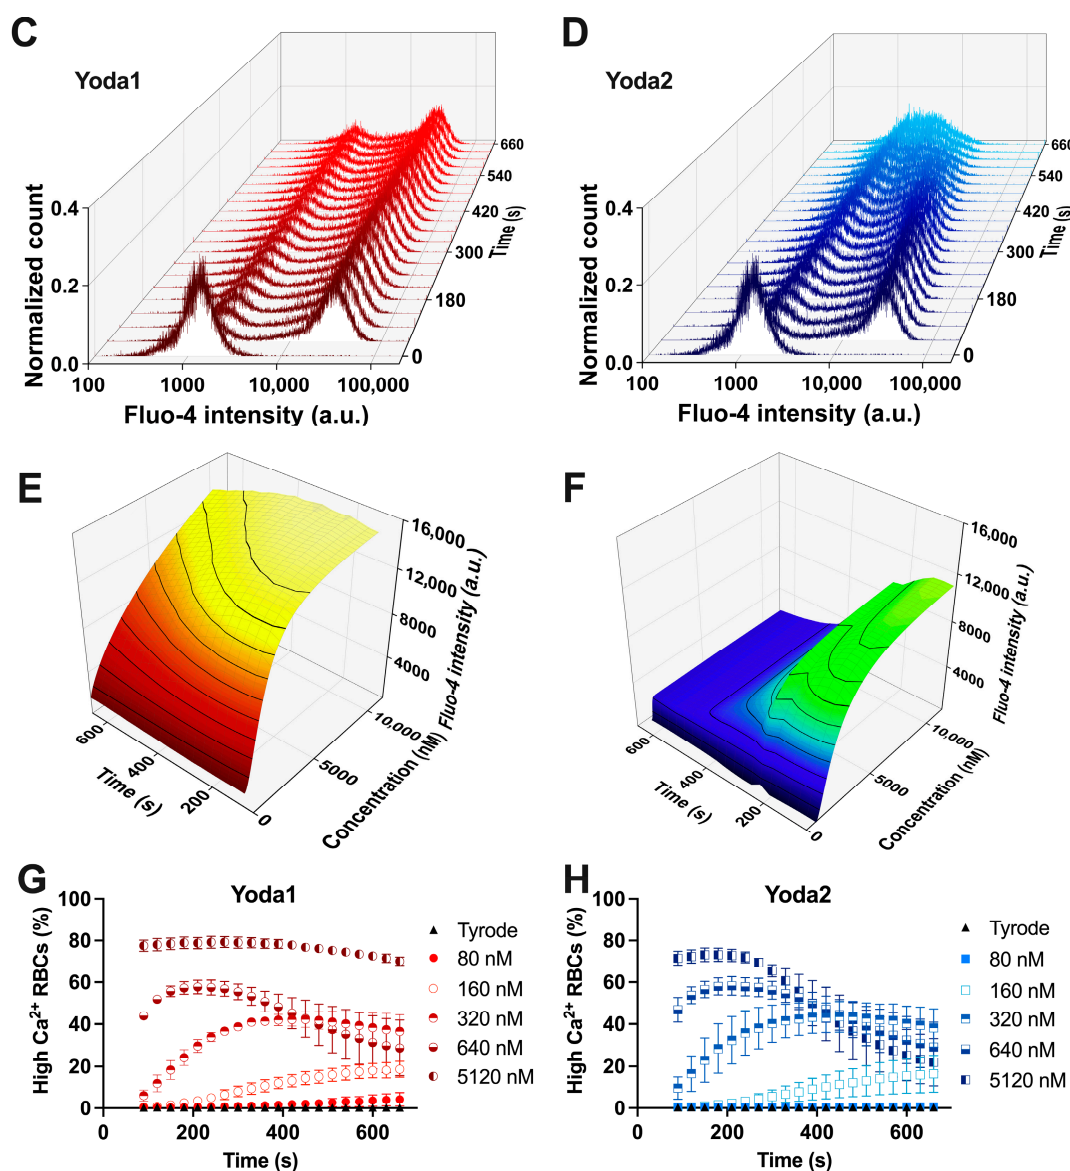 C
Yoda1
Normalized count
0.4
0.2
0.0
100
1000
10,000
100,000
Fluo-4 intensity (a.u.)
0
180
300
420
540
660
Time (s)
D
Yoda2
Normalized count
0.4
0.2
0.0
100
1000
10,000
100,000
Fluo-4 intensity (a.u.)
0
180
300
420
540
660
Time (s)
E
16,000
12,000
8000
4000
Fluo-4 intensity (a.u.)
10,000
5000
0
Concentration (nM)
600
400
200
Time (s)
F
16,000
12,000
8000
4000
Fluo-4 intensity (a.u.)
10,000
5000
0
Concentration (nM)
600
400
200
Time (s)
G
Yoda1
High Ca²⁺ RBCs (%)
100
80
60
40
20
0
0
200
400
600
Time (s)
Tyrode
80 nM
160 nM
320 nM
640 nM
5120 nM
H
Yoda2
High Ca²⁺ RBCs (%)
100
80
60
40
20
0
0
200
400
600
Time (s)
Tyrode
80 nM
160 nM
320 nM
640 nM
5120 nM